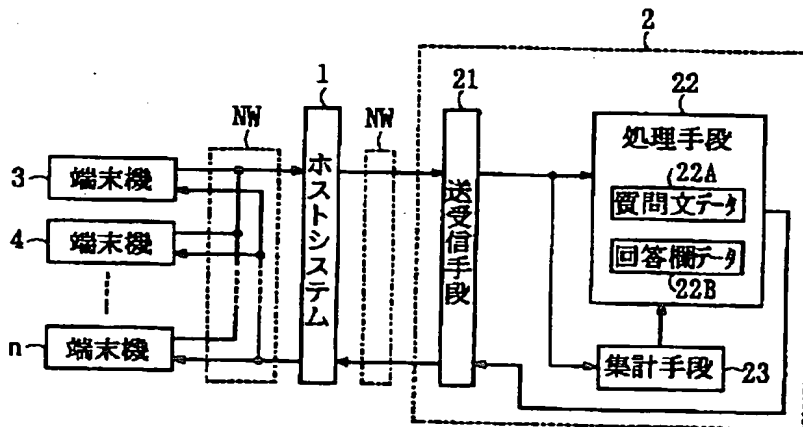 2
1
21
22
NW
NW
処理手段
3
端末機
ホストシステム
送受信手段
22A
質問文データ
4
端末機
回答欄データ
22B
n
端末機
集計手段
23